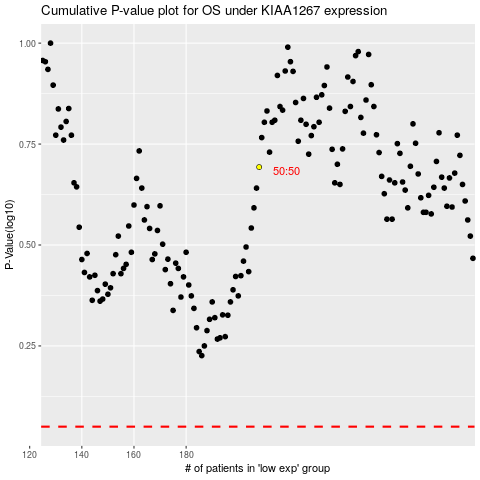 Cumulative P-value plot for OS under KIAA1267 expression
P-Value(log10)
1.00
0.75
0.50
0.25
50:50
120 140 160 180
# of patients in 'low exp' group